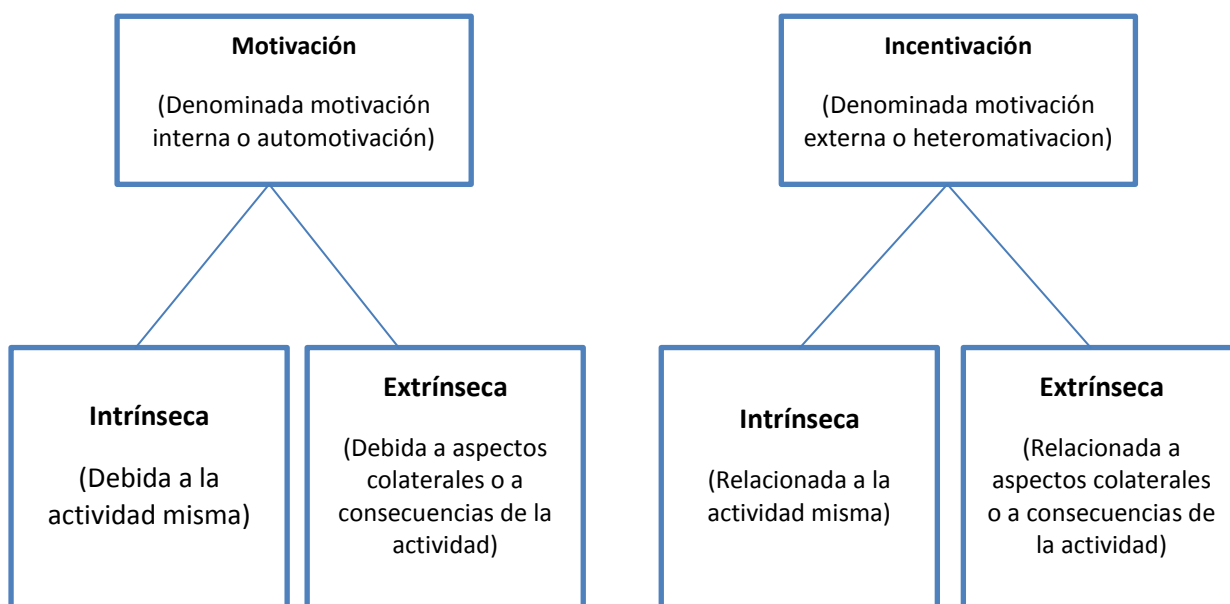 Motivación
(Denominada motivación
interna o automotivación)
Incentivación
(Denominada motivación
externa o heteromativacion)
Intrínseca
(Debida a la
actividad misma)
Extrínseca
(Debida a aspectos
colaterales o a
consecuencias de la
actividad)
Intrínseca
(Relacionada a la
actividad misma)
Extrínseca
(Relacionada a
aspectos colaterales
o a consecuencias de
la actividad)